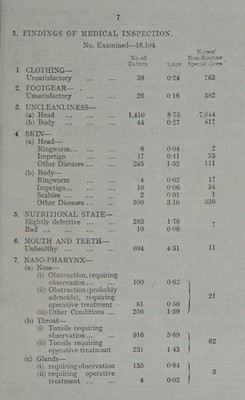 7
5. FINDINGS OF MEDICAL INSPECTION.
No. Examined—16,104
No. of Defects %age Nurses' Non-Routine Special Cases.
1. CLOTHING—
Unsatisfactory ... ... 39 0·24 763
2. FOOTGEAR—
Unsatisfactory ... ... 26 0·16 382
3. UNCLEANLINESS—
(a) Head ... ... ... 1,410 8·75 7,644
(b) Body ... ... ... 44 0·27 817
4. SKIN—
(a) Head—
Ringworm... ... ... 6 0·04 2
Impetigo ... ... 17 0.11 53
Other Diseases ... ... 245 1·52 111
(b) Body—
Ringworm ... ... 4 0·02 17
Impetigo... ... ... 10 0·06 34
Scabies ... ... ... 2 0.01 1
Other Diseases ... ... 500 3.10 536
5. NUTRITIONAL STATE—
Slightly defective ... ... 283 1·76 7
Bad ... ... ... ... 10 0·06
6. MOUTH AND TEETH—
Unhealthy ... ... ... 694 4.31 11
7. NASO-PHARYNX—
(a) Nose—
(i) Obstruction, requiring
observation... ... 100 0·62
(ii) Obstruction (probably
adenoids), requiring
operative treatment 81 0·50 21
(iii) Other Conditions ... 256 1·59
(b) Throat—
(i) Tonsils requiring
observation... ... 916 5·69
(ii) Tonsils requiring 62
operative treatment 231 1·43
(c) Glands—
(i) requiring observation 135 0·84
(ii) requiring operative 3
treatment ... ... 4 0·02